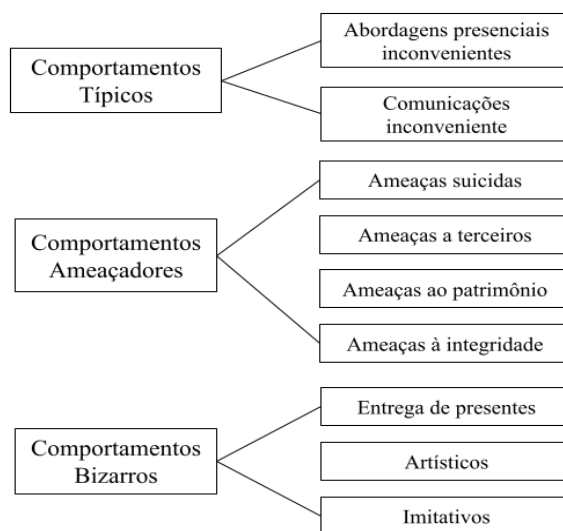 Comportamentos
Típicos
Abordagens presenciais
inconvenientes
Comunicações
inconveniente
Comportamentos
Ameaçadores
Ameaças suicidas
Ameaças a terceiros
Ameaças ao patrimônio
Ameaças à integridade
Comportamentos
Bizarros
Entrega de presentes
Artísticos
Imitativos